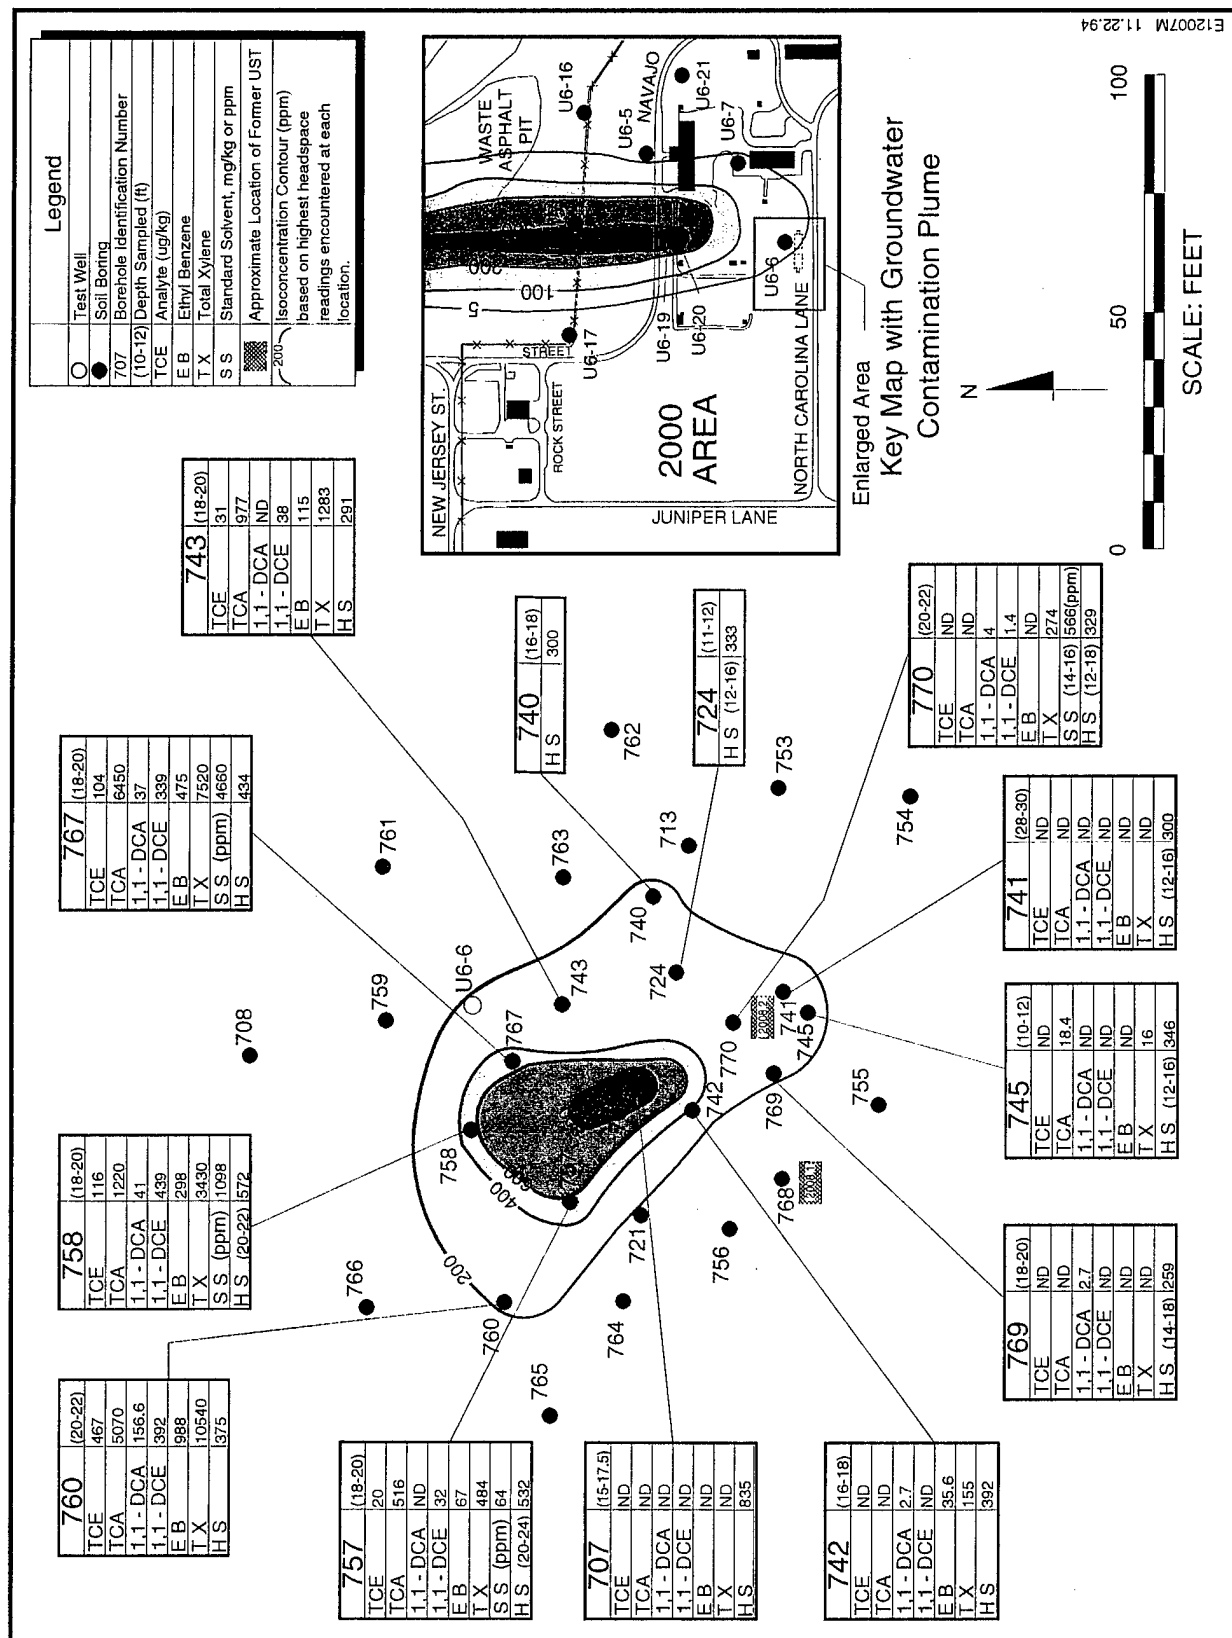 760 (20-22)
TCE 467
TCA 5070
1,1 - DCA 156.6
1,1 - DCE 392
E B 988
T X 10540
H S 375
758 (18-20)
TCE 116
TCA 1220
1,1 - DCA 41
1,1 - DCE 439
E B 298
T X 3430
S S (ppm) 1098
H S (20-22) 572
767 (18-20)
TCE 104
TCA 6450
1,1 - DCA 37
1,1 - DCE 339
E B 475
T X 7520
S S (ppm) 4660
H S 434
743 (18-20)
TCE 31
TCA 977
1,1 - DCA ND
1,1 - DCE 38
E B 115
T X 1283
H S 291
Legend
Test Well
Soil Boring
707 Borehole Identification Number
(10-12) Depth Sampled (ft)
TCE Analyte (ug/kg)
E B Ethyl Benzene
T X Total Xylene
S S Standard Solvent, mg/kg or ppm
Approximate Location of Former UST
200 Isoconcentration Contour (ppm)
based on highest headspace
readings encountered at each
location.
757 (18-20)
TCE 20
TCA 516
1,1 - DCA ND
1,1 - DCE 32
E B 67
T X 484
S S (ppm) 64
H S (20-24) 532
707 (15-17.5)
TCE ND
TCA ND
1,1 - DCA ND
1,1 - DCE ND
E B ND
T X ND
H S 835
742 (16-18)
TCE ND
TCA ND
1,1 - DCA 2.7
1,1 - DCE ND
E B 35.6
T X 155
H S 392
740 (16-18)
H S 300
724 (11-12)
H S (12-16) 333
769 (18-20)
TCE ND
TCA ND
1,1 - DCA 2.7
1,1 - DCE ND
E B ND
T X ND
H S (14-18) 259
745 (10-12)
TCE ND
TCA 18.4
1,1 - DCA ND
1,1 - DCE ND
E B ND
T X 16
H S (12-16) 346
741 (28-30)
TCE ND
TCA ND
1,1 - DCA ND
1,1 - DCE ND
E B ND
T X ND
H S (12-16) 300
770 (20-22)
TCE ND
TCA ND
1,1 - DCA 4
1,1 - DCE 1.4
E B ND
T X 274
S S (14-16) 566(ppm)
H S (12-18) 329
708
766
759
761
U6-6
758
767
760
743
763
762
765
764
721
740
713
724
756
742
770
768
769
741
745
753
755
754
200
400
600
2008.1
2008.2
NEW JERSEY ST.
WASTE
ASPHALT
PIT
U6-16
5
100
200
STREET
U6-17
ROCK STREET
U6-5
NAVAJO
2000
AREA
U6-19
U6-20
U6-21
U6-7
JUNIPER LANE
U6-6
NORTH CAROLINA LANE
Enlarged Area
Key Map with Groundwater
Contamination Plume
N
0 50 100
SCALE: FEET
E12007M 11.22.94